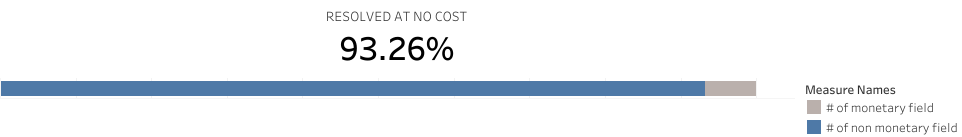 RESOLVED AT NO COST
93.26%
Measure Names
# of monetary field
# of non monetary field